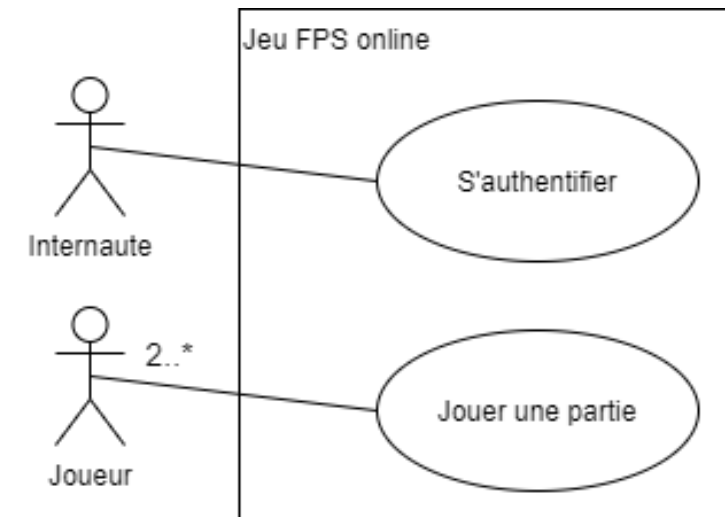 Jeu FPS online
S'authentifier
Internaute
2..*
Jouer une partie
Joueur